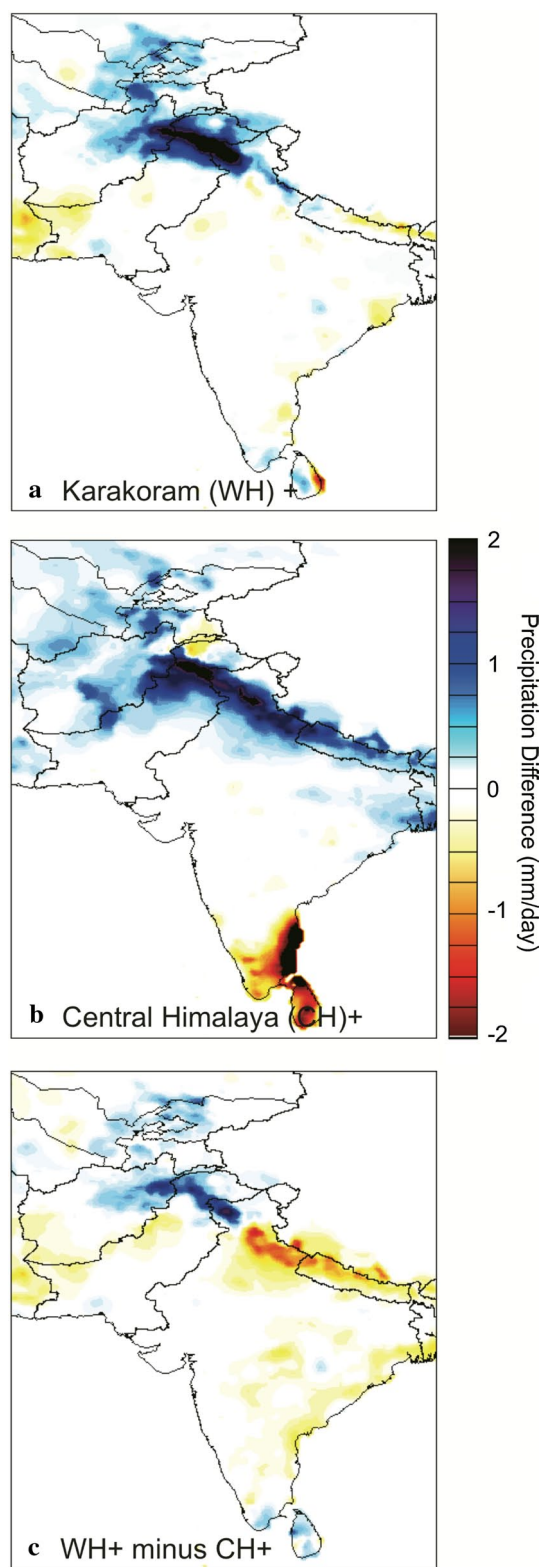 a Karakoram (WH) +
2
1
0
-1
-2
Precipitation Difference (mm/day)
b Central Himalaya (CH)+
c WH+ minus CH+